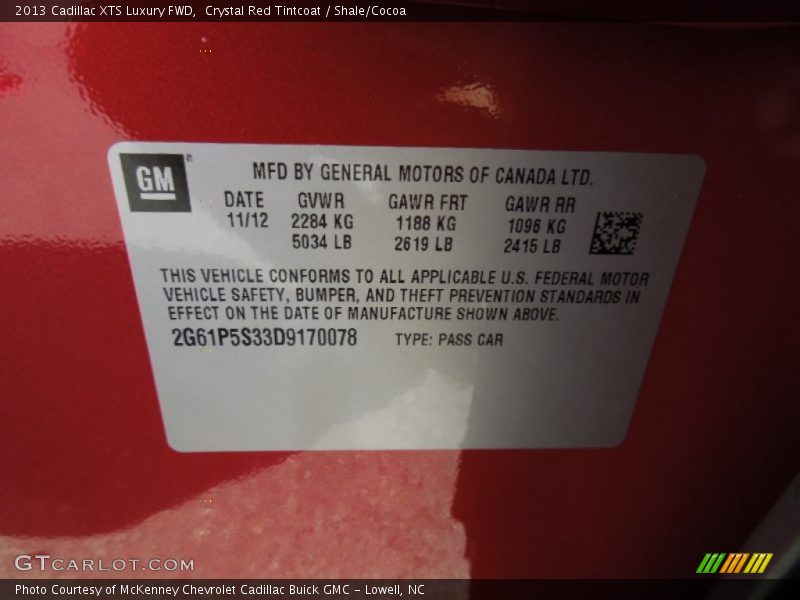 2013 Cadillac XTS Luxury FWD,  Crystal Red Tintcoat / Shale/Cocoa
GM®
MFD BY GENERAL MOTORS OF CANADA LTD.
DATE GVWR GAWR FRT GAWR RR
11/12 2284 KG 1188 KG 1096 KG
5034 LB 2619 LB 2415 LB
THIS VEHICLE CONFORMS TO ALL APPLICABLE U.S. FEDERAL MOTOR
VEHICLE SAFETY, BUMPER, AND THEFT PREVENTION STANDARDS IN
EFFECT ON THE DATE OF MANUFACTURE SHOWN ABOVE.
2G61P5S33D9170078 TYPE: PASS CAR
GTCARLOT.COM
Photo Courtesy of McKenney Chevrolet Cadillac Buick GMC - Lowell, NC